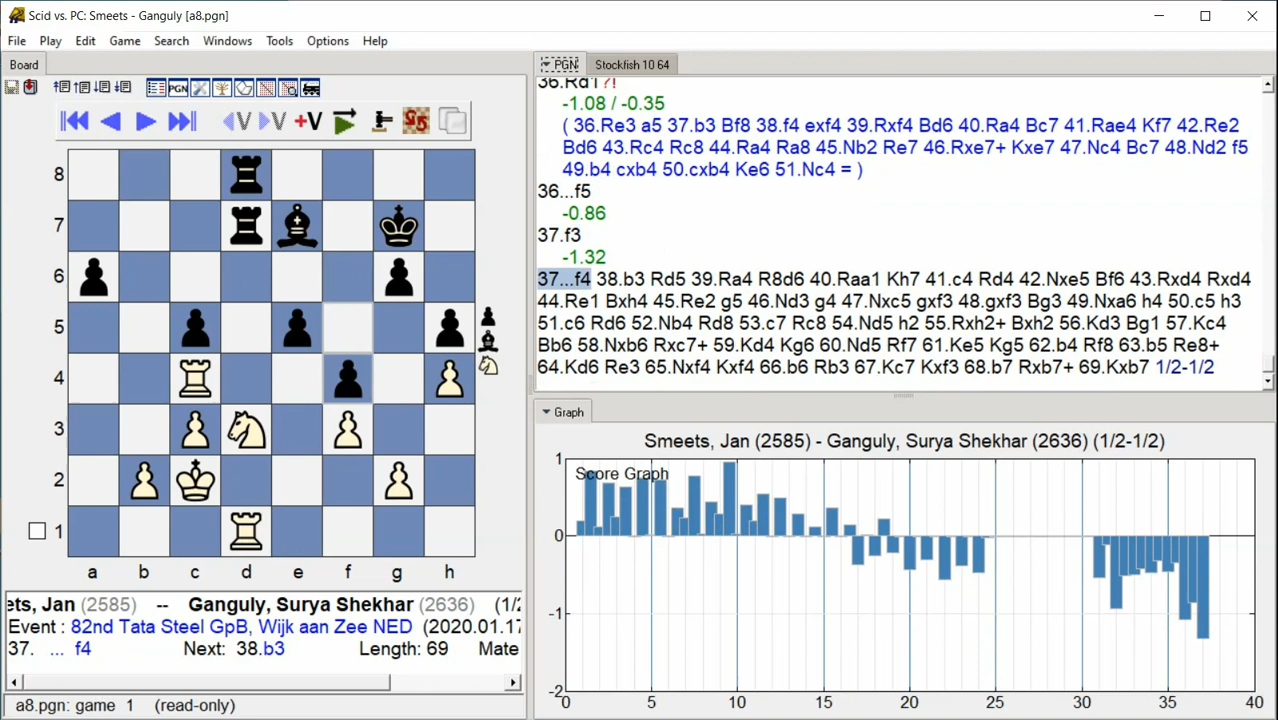 Scid vs. PC: Smeets - Ganguly [a8.pgn]
File Play Edit Game Search Windows Tools Options Help
Board
PGN Stockfish 10 64
PGN
V V +V
8
7
6
5
4
3
2
1
a b c d e f g h
36.Rd1?!
-1.08 / -0.35
( 36.Re3 a5 37.b3 Bf8 38.f4 exf4 39.Rxf4 Bd6 40.Ra4 Bc7 41.Rae4 Kf7 42.Re2
Bd6 43.Rc4 Rc8 44.Ra4 Ra8 45.Nb2 Re7 46.Rxe7+ Kxe7 47.Nc4 Bc7 48.Nd2 f5
49.b4 cxb4 50.cxb4 Ke6 51.Nc4 = )
36...f5
-0.86
37.f3
-1.32
37...f4 38.b3 Rd5 39.Ra4 R8d6 40.Raa1 Kh7 41.c4 Rd4 42.Nxe5 Bf6 43.Rxd4 Rxd4
44.Re1 Bxh4 45.Re2 g5 46.Nd3 g4 47.Nxc5 gxf3 48.gxf3 Bg3 49.Nxa6 h4 50.c5 h3
51.c6 Rd6 52.Nb4 Rd8 53.c7 Rc8 54.Nd5 h2 55.Rxh2+ Bxh2 56.Kd3 Bg1 57.Kc4
Bb6 58.Nxb6 Rxc7+ 59.Kd4 Kg6 60.Nd5 Rf7 61.Ke5 Kg5 62.b4 Rf8 63.b5 Re8+
64.Kd6 Re3 65.Nxf4 Kxf4 66.b6 Rb3 67.Kc7 Kxf3 68.b7 Rxb7+ 69.Kxb7 1/2-1/2
Graph
Smeets, Jan (2585) - Ganguly, Surya Shekhar (2636) (1/2-1/2)
Score Graph
1
0
-1
-2
0 5 10 15 20 25 30 35 40
ets, Jan (2585) -- Ganguly, Surya Shekhar (2636) (1/2
Event : 82nd Tata Steel GpB, Wijk aan Zee NED (2020.01.17
37. ... f4 Next: 38.b3 Length: 69 Mate
a8.pgn: game 1 (read-only)